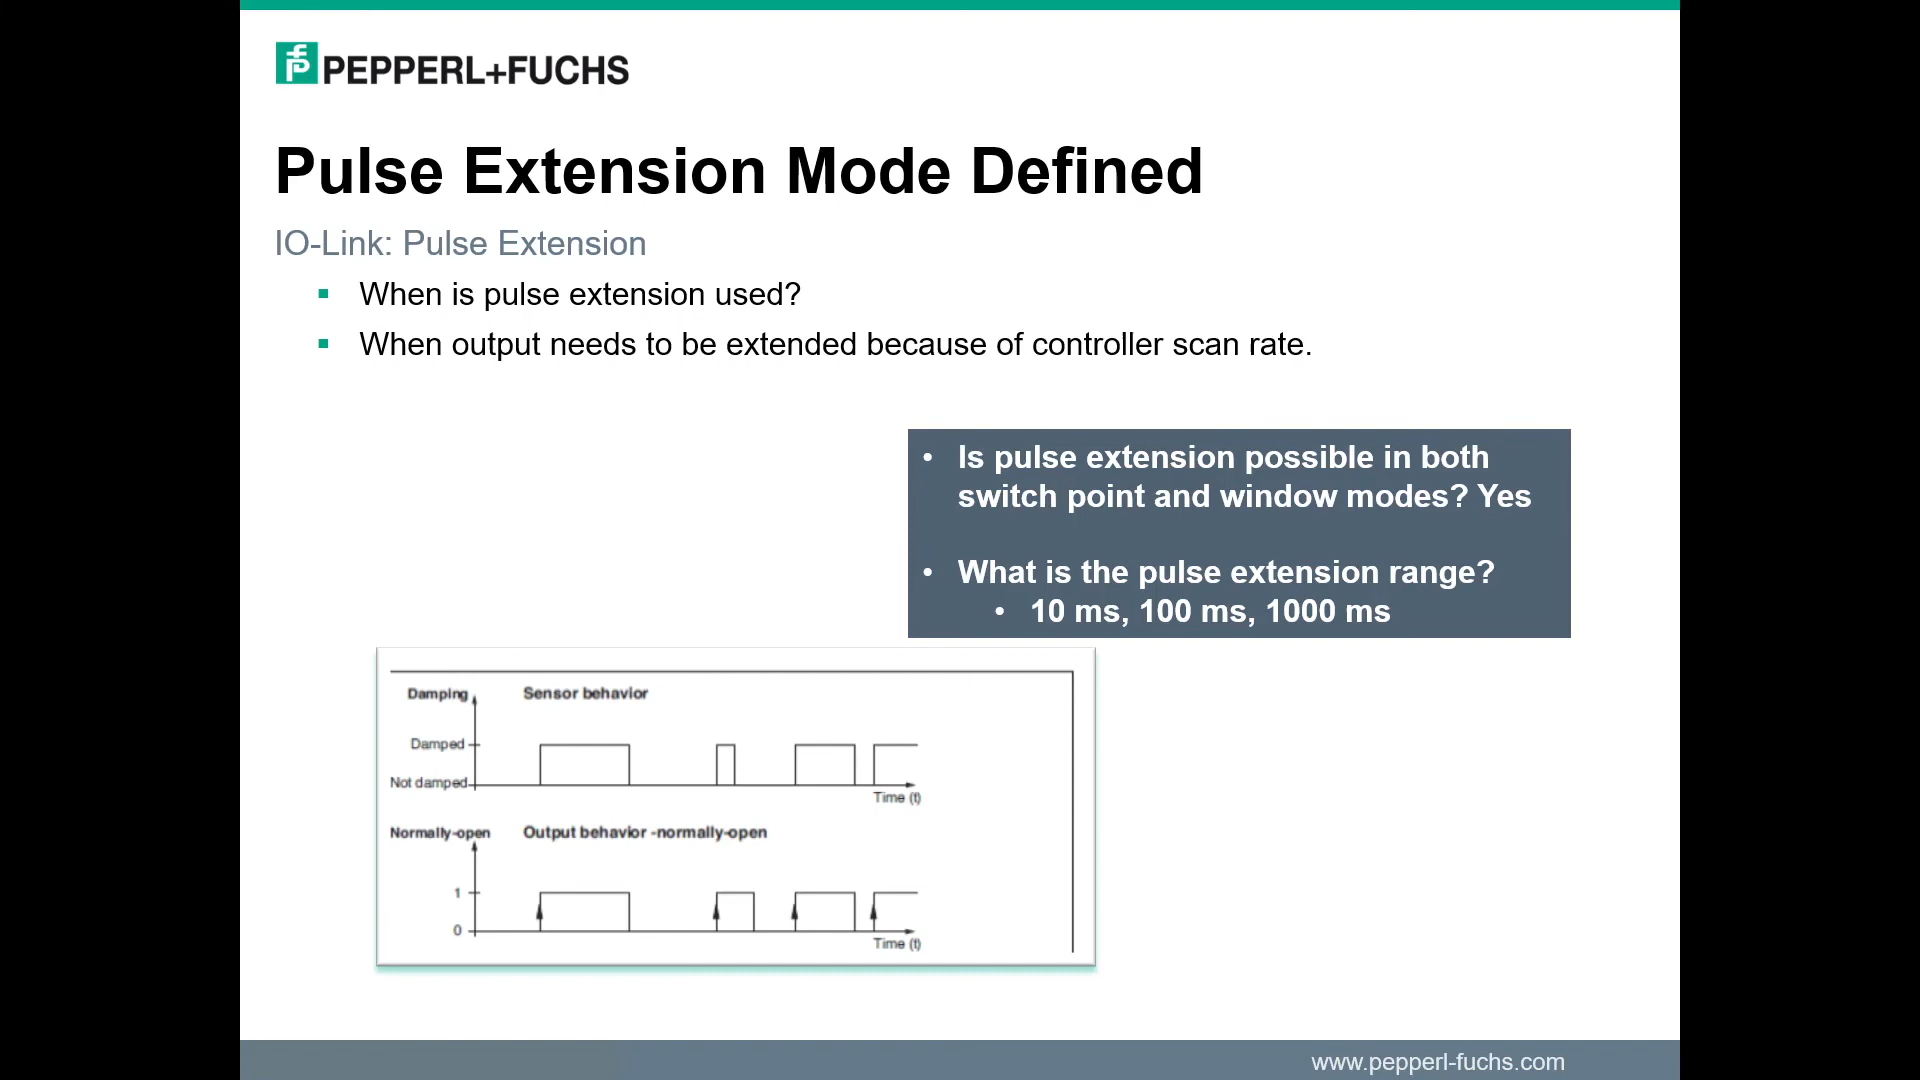 PEPPERL+FUCHS
Pulse Extension Mode Defined
IO-Link: Pulse Extension
▪ When is pulse extension used?
▪ When output needs to be extended because of controller scan rate.
• Is pulse extension possible in both
switch point and window modes? Yes
• What is the pulse extension range?
• 10 ms, 100 ms, 1000 ms
Damping
Sensor behavior
Damped
Not damped
Time (t)
Normally-open
Output behavior -normally-open
1
0
Time (t)
www.pepperl-fuchs.com